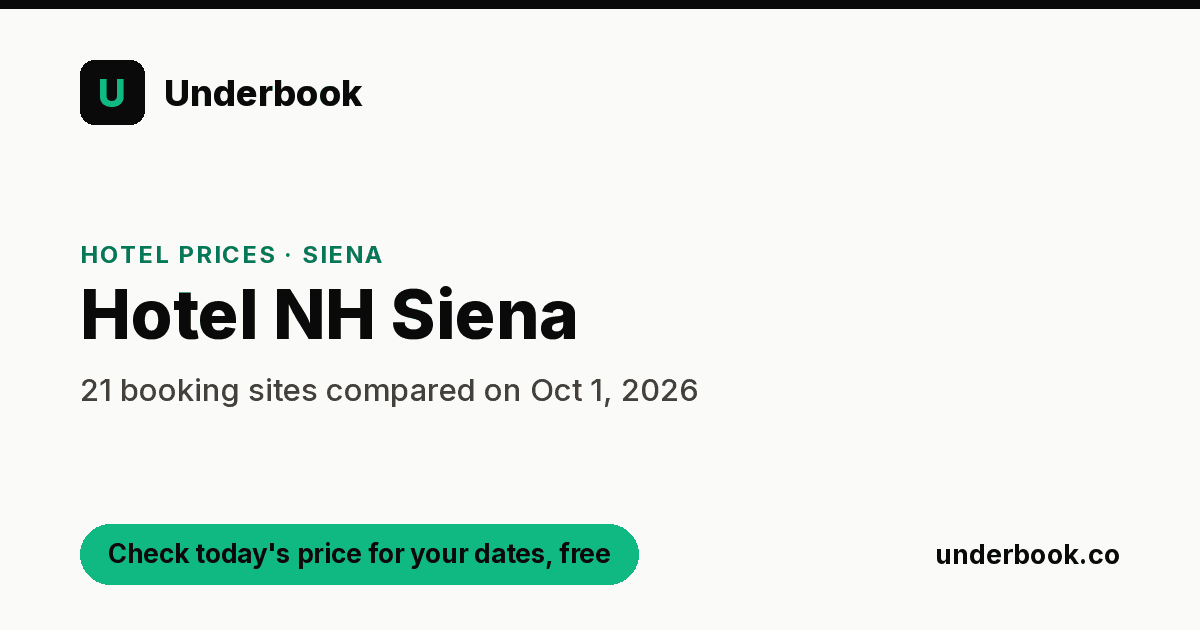 U Underbook
HOTEL PRICES · SIENA
Hotel NH Siena
21 booking sites compared on Oct 1, 2026
Check today's price for your dates, free
underbook.co